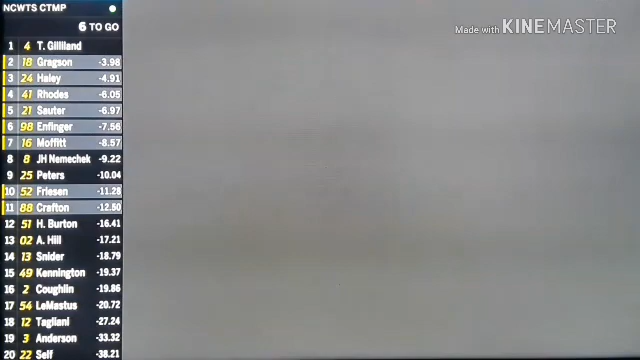 NCWTS CTMP
6 TO GO
1 4 T. Gilliland
2 18 Gragson -3.98
3 24 Haley -4.91
4 41 Rhodes -6.05
5 21 Sauter -6.97
6 98 Enfinger -7.56
7 16 Moffitt -8.57
8 8 JH Nemechek -9.22
9 25 Peters -10.04
10 52 Friesen -11.28
11 88 Crafton -12.50
12 51 H. Burton -16.41
13 02 A. Hill -17.21
14 13 Snider -18.79
15 49 Kennington -19.37
16 2 Coughlin -19.86
17 54 LeMastus -20.72
18 12 Tagliani -27.24
19 3 Anderson -33.32
20 22 Self -38.21
Made with KINEMASTER